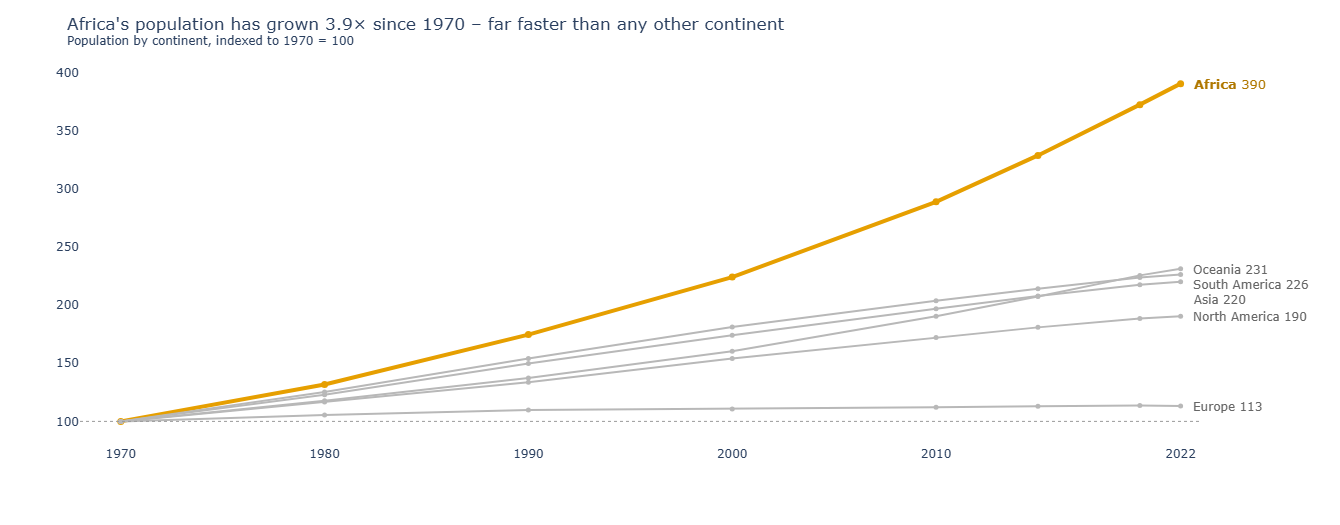 Africa's population has grown 3.9× since 1970 – far faster than any other continent
Population by continent, indexed to 1970 = 100
400
350
300
250
200
150
100
Africa 390
Oceania 231
South America 226
Asia 220
North America 190
Europe 113
1970
1980
1990
2000
2010
2022